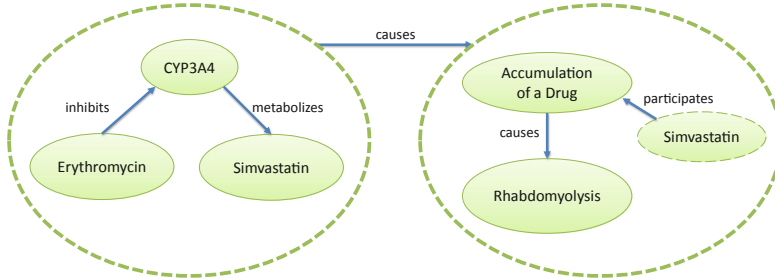 causes
CYP3A4
inhibits
metabolizes
Erythromycin
Simvastatin
Accumulation
of a Drug
participates
causes
Simvastatin
Rhabdomyolysis